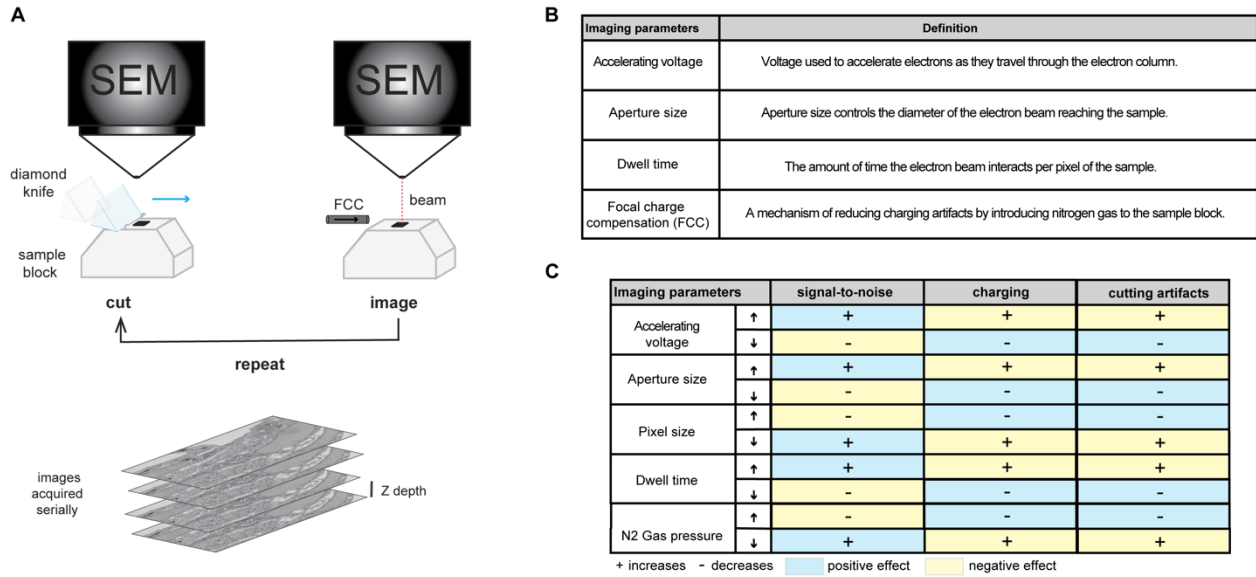 A
SEM
SEM
diamond
knife
FCC
beam
sample
block
cut
image
repeat
images
acquired
serially
Z depth
B
Imaging parameters Definition
Accelerating voltage Voltage used to accelerate electrons as they travel through the electron column.
Aperture size Aperture size controls the diameter of the electron beam reaching the sample.
Dwell time The amount of time the electron beam interacts per pixel of the sample.
Focal charge
compensation (FCC) A mechanism of reducing charging artifacts by introducing nitrogen gas to the sample block.
C
Imaging parameters signal-to-noise charging cutting artifacts
Accelerating
voltage
↑ + + +
↓ - - -
Aperture size
↑ + + +
↓ - - -
Pixel size
↑ - - -
↓ + + +
Dwell time
↑ + + +
↓ - - -
N2 Gas pressure
↑ - - -
↓ + + +
+ increases - decreases positive effect negative effect